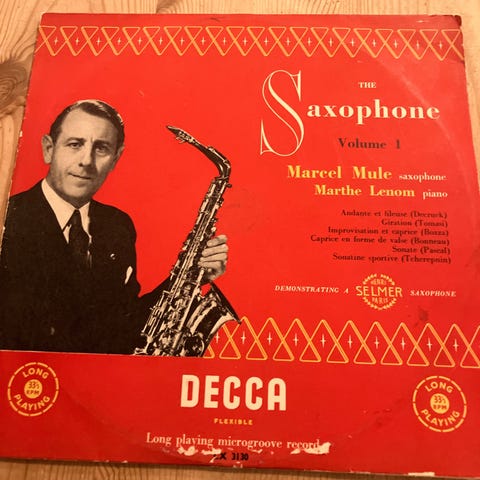 THE
Saxophone
Volume 1
Marcel Mule saxophone
Marthe Lenom piano
Andante et fileuse (Decruck)
Giration (Tomasi)
Improvisation et caprice (Bozza)
Caprice en forme de valse (Bonneau)
Sonate (Pascal)
Sonatine sportive (Tcherepnin)
DEMONSTRATING A HENRI SELMER PARIS SAXOPHONE
LONG PLAYING 33⅓ RPM
DECCA
FLEXIBLE
Long playing microgroove record
X 3130
LONG PLAYING 33⅓ RPM